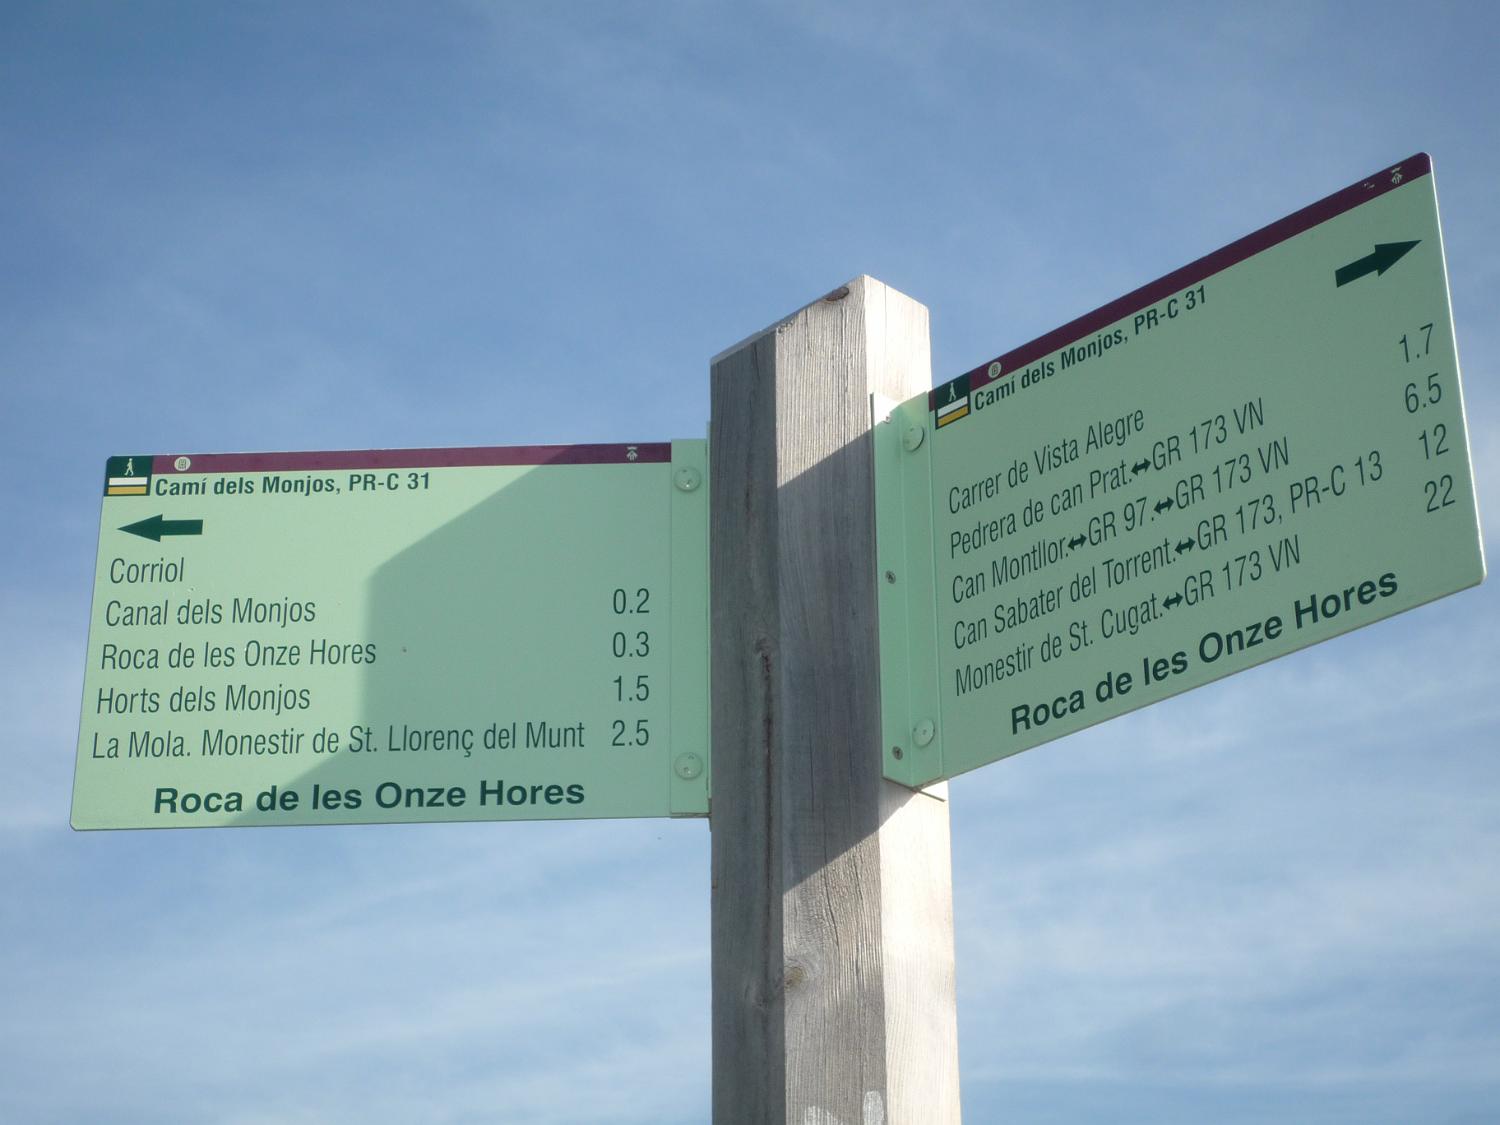 Camí dels Monjos, PR-C 31
Corriol
Canal dels Monjos 0.2
Roca de les Onze Hores 0.3
Horts dels Monjos 1.5
La Mola. Monestir de St. Llorenç del Munt 2.5
Roca de les Onze Hores
Camí dels Monjos, PR-C 31
Carrer de Vista Alegre 1.7
Pedrera de can Prat.↔GR 173 VN 6.5
Can Montllor.↔GR 97.↔GR 173 VN 12
Can Sabater del Torrent.↔GR 173, PR-C 13 22
Monestir de St. Cugat.↔GR 173 VN
Roca de les Onze Hores